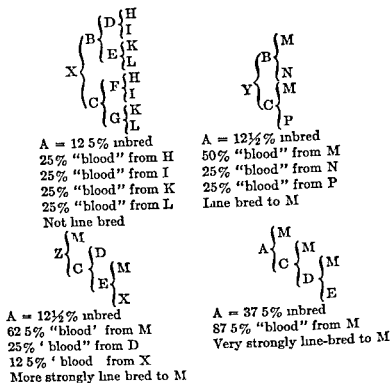 H
D
I
B
K
E
L
X
H
F
I
C
K
G
L
A = 12 5% inbred
25% "blood" from H
25% "blood" from I
25% "blood" from K
25% "blood" from L
Not line bred
M
B
N
Y
M
C
P
A = 12½% inbred
50% "blood" from M
25% "blood" from N
25% "blood" from P
Line bred to M
M
Z
D
C
M
E
X
A = 12½% inbred
62 5% "blood' from M
25% ' blood" from D
12 5% ' blood from X
More strongly line bred to M
M
A
M
C
M
D
E
A = 37 5% inbred
87 5% "blood" from M
Very strongly line-bred to M